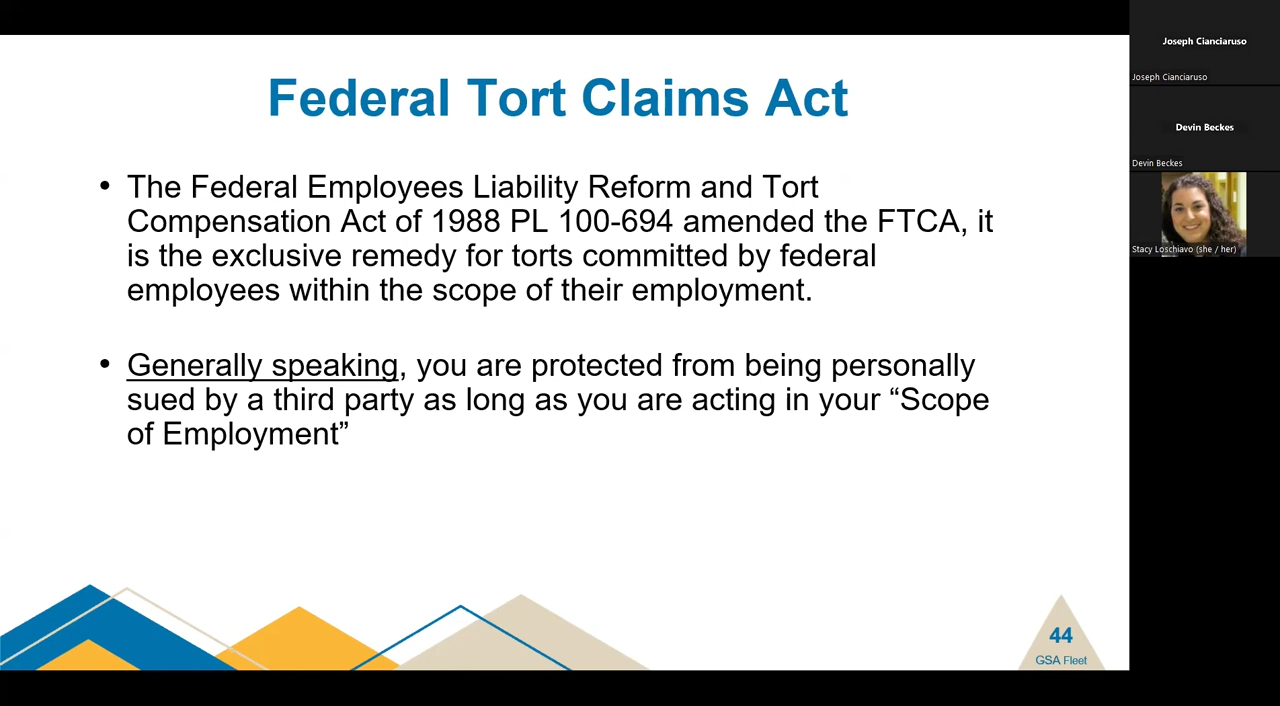 Federal Tort Claims Act
• The Federal Employees Liability Reform and Tort
Compensation Act of 1988 PL 100-694 amended the FTCA, it
is the exclusive remedy for torts committed by federal
employees within the scope of their employment.
• Generally speaking, you are protected from being personally
sued by a third party as long as you are acting in your “Scope
of Employment”
44
GSA Fleet
Joseph Cianciaruso
Joseph Cianciaruso
Devin Beckes
Devin Beckes
Stacy Loschiavo (she / her)